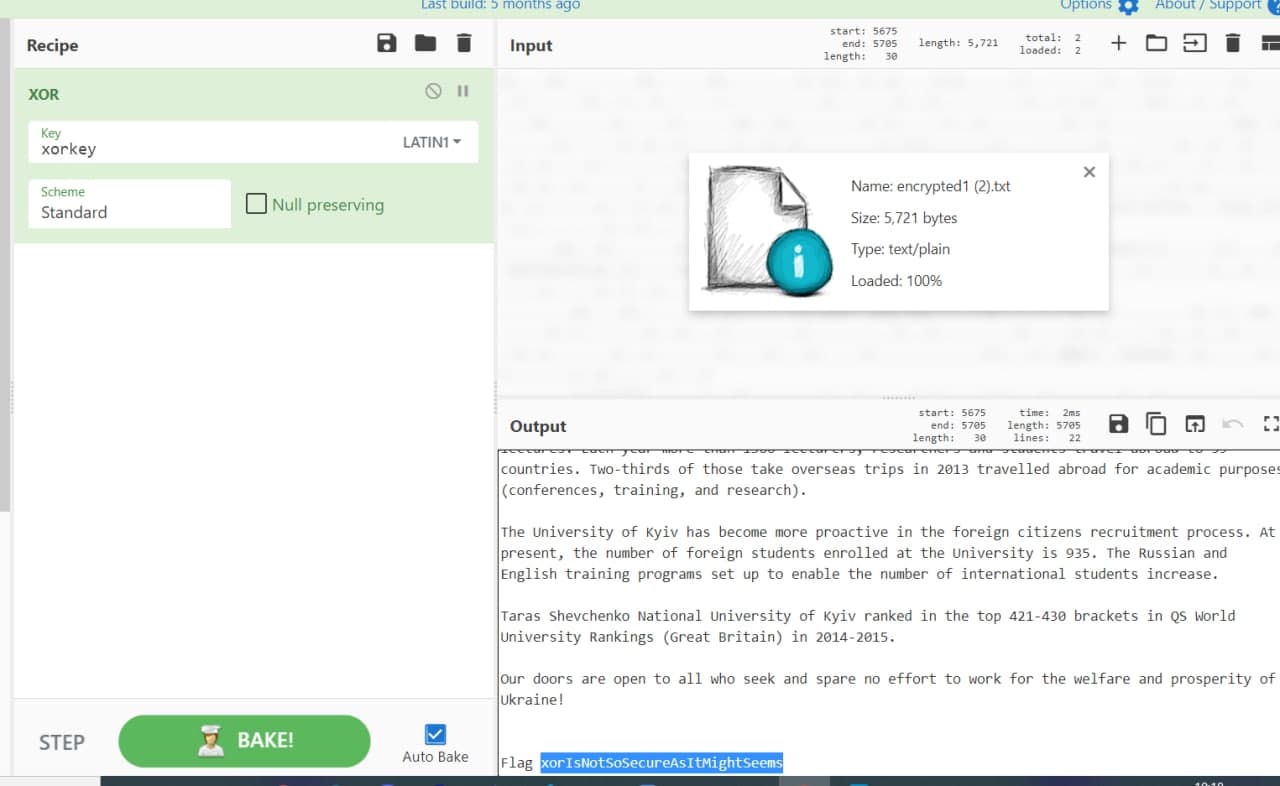 Last build: 5 months ago
Options
About / Support
Recipe
XOR
Key
xorkey
LATIN1
Scheme
Standard
Null preserving
STEP
BAKE!
Auto Bake
Input
start: 5675
end: 5705
length: 30
length: 5,721
total: 2
loaded: 2
Name: encrypted1 (2).txt
Size: 5,721 bytes
Type: text/plain
Loaded: 100%
Output
start: 5675
end: 5705
length: 30
time: 2ms
length: 5705
lines: 22
countries. Two-thirds of those take overseas trips in 2013 travelled abroad for academic purposes
(conferences, training, and research).
The University of Kyiv has become more proactive in the foreign citizens recruitment process. At
present, the number of foreign students enrolled at the University is 935. The Russian and
English training programs set up to enable the number of international students increase.
Taras Shevchenko National University of Kyiv ranked in the top 421-430 brackets in QS World
University Rankings (Great Britain) in 2014-2015.
Our doors are open to all who seek and spare no effort to work for the welfare and prosperity of
Ukraine!
Flag xorIsNotSoSecureAsItMightSeems